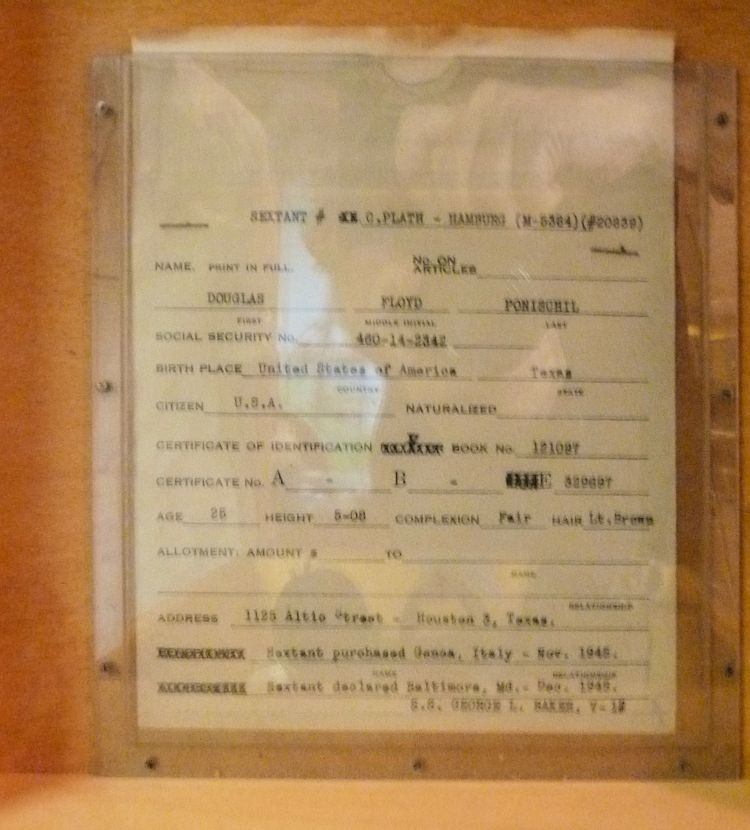 SEXTANT # C.PLATH - HAMBURG (M-5364)(#20839)
NAME. PRINT IN FULL. No. ON ARTICLES
DOUGLAS FLOYD PONISCHIL
FIRST MIDDLE INITIAL LAST
SOCIAL SECURITY No. 460-14-2342
BIRTH PLACE United States of America Texas
COUNTRY STATE
CITIZEN U.S.A. NATURALIZED
CERTIFICATE OF IDENTIFICATION BOOK No. 121097
CERTIFICATE No. A - B - E 329697
AGE 25 HEIGHT 5-08 COMPLEXION Fair HAIR Lt.Brown
ALLOTMENT: AMOUNT $ TO
NAME
RELATIONSHIP
ADDRESS 1125 Altic Street - Houston 3, Texas.
Sextant purchased Genoa, Italy - Nov. 1945.
NAME RELATIONSHIP
Sextant declared Baltimore, Md.- Dec. 1945.
S.S. GEORGE L. BAKER, V-12